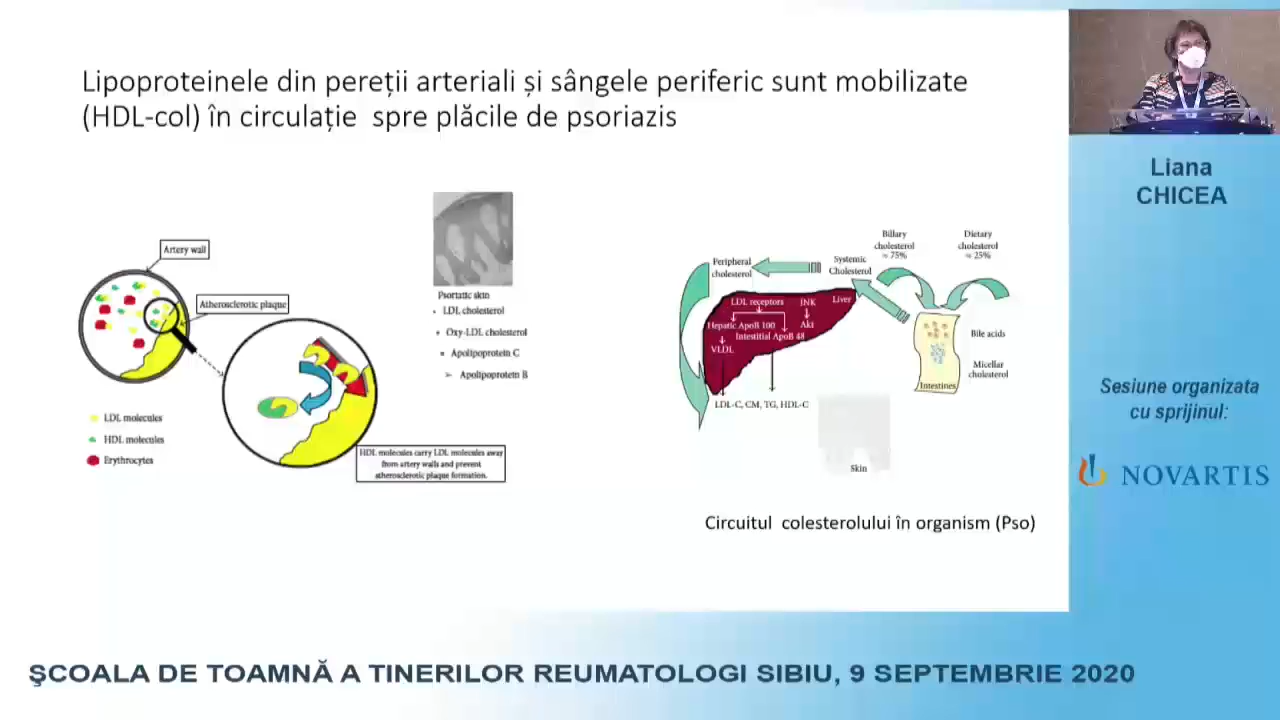 Lipoproteinele din pereții arteriali și sângele periferic sunt mobilizate
(HDL-col) în circulație spre plăcile de psoriazis
Artery wall
Atherosclerotic plaque
LDL molecules
HDL molecules
Erythrocytes
HDL molecules carry LDL molecules away
from artery walls and prevent
atherosclerotic plaque formation.
Psoriatic skin
LDL cholesterol
Oxy-LDL cholesterol
Apolipoprotein C
Apolipoprotein B
Peripheral
cholesterol
Systemic
Cholesterol
Biliary
cholesterol
≈ 75%
Dietary
cholesterol
≈ 25%
LDL receptors
JNK
Liver
Hepatic ApoB 100
Akt
Intestitial ApoB 48
VLDL
LDL-C, CM, TG, HDL-C
Bile acids
Micellar
cholesterol
Intestines
Skin
Circuitul colesterolului în organism (Pso)
Liana
CHICEA
Sesiune organizata
cu sprijinul:
NOVARTIS
ŞCOALA DE TOAMNĂ A TINERILOR REUMATOLOGI SIBIU, 9 SEPTEMBRIE 2020